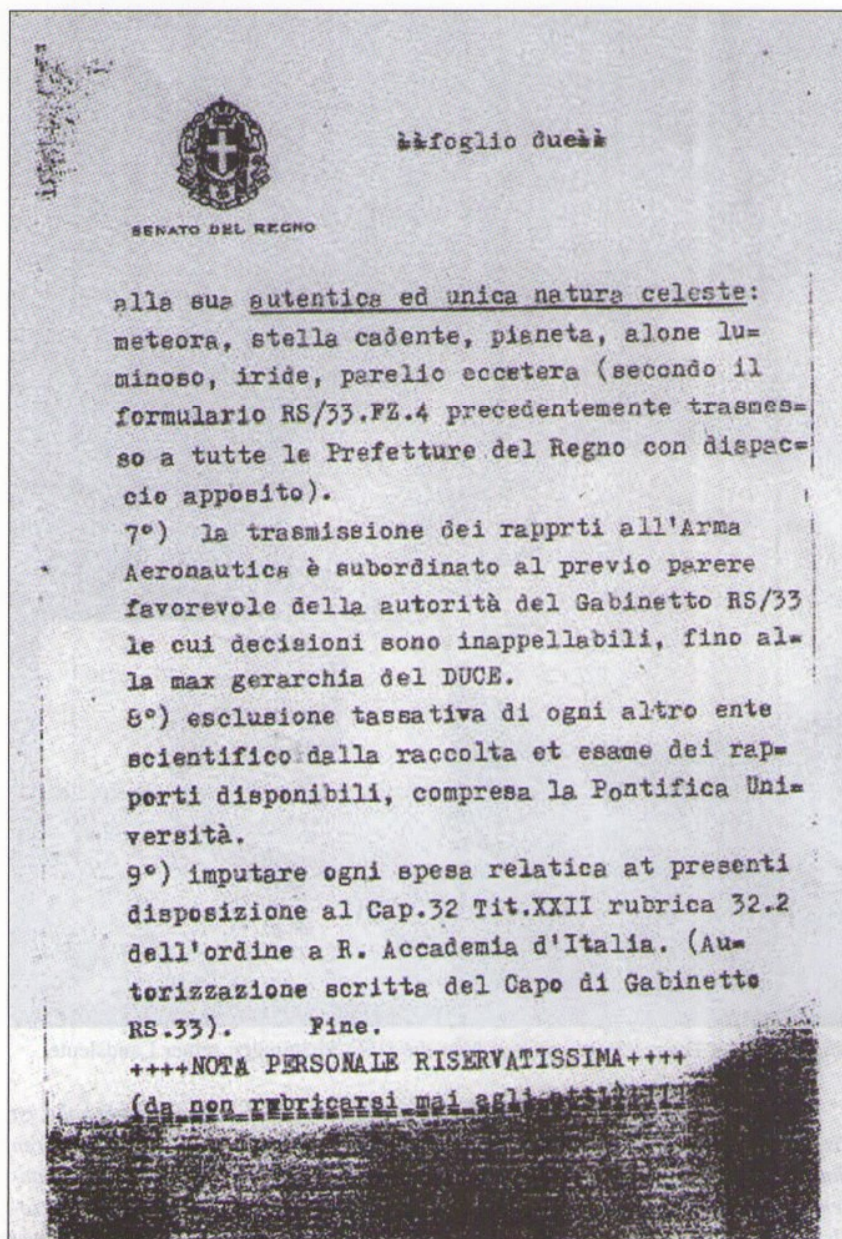 èèfoglio dueèè
SENATO DEL REGNO
alla sua autentica ed unica natura celeste:
meteora, stella cadente, pianeta, alone lu=
minoso, iride, parelio eccetera (secondo il
formulario RS/33.FZ.4 precedentemente trasmes=
so a tutte le Prefetture del Regno con dispac=
cio apposito).
7°) la trasmissione dei rapprti all'Arma
Aeronautica è subordinato al previo parere
favorevole della autorità del Gabinetto RS/33
le cui decisioni sono inappellabili, fino al=
la max gerarchia del DUCE.
8°) esclusione tassativa di ogni altro ente
scientifico dalla raccolta et esame dei rap=
porti disponibili, compresa la Pontifica Uni=
versità.
9°) imputare ogni spesa relatica at presenti
disposizione al Cap.32 Tit.XXII rubrica 32.2
dell'ordine a R. Accademia d'Italia. (Au=
torizzazione scritta del Capo di Gabinetto
RS.33). Fine.
++++NOTA PERSONALE RISERVATISSIMA++++
(da non rubricarsi mai agli